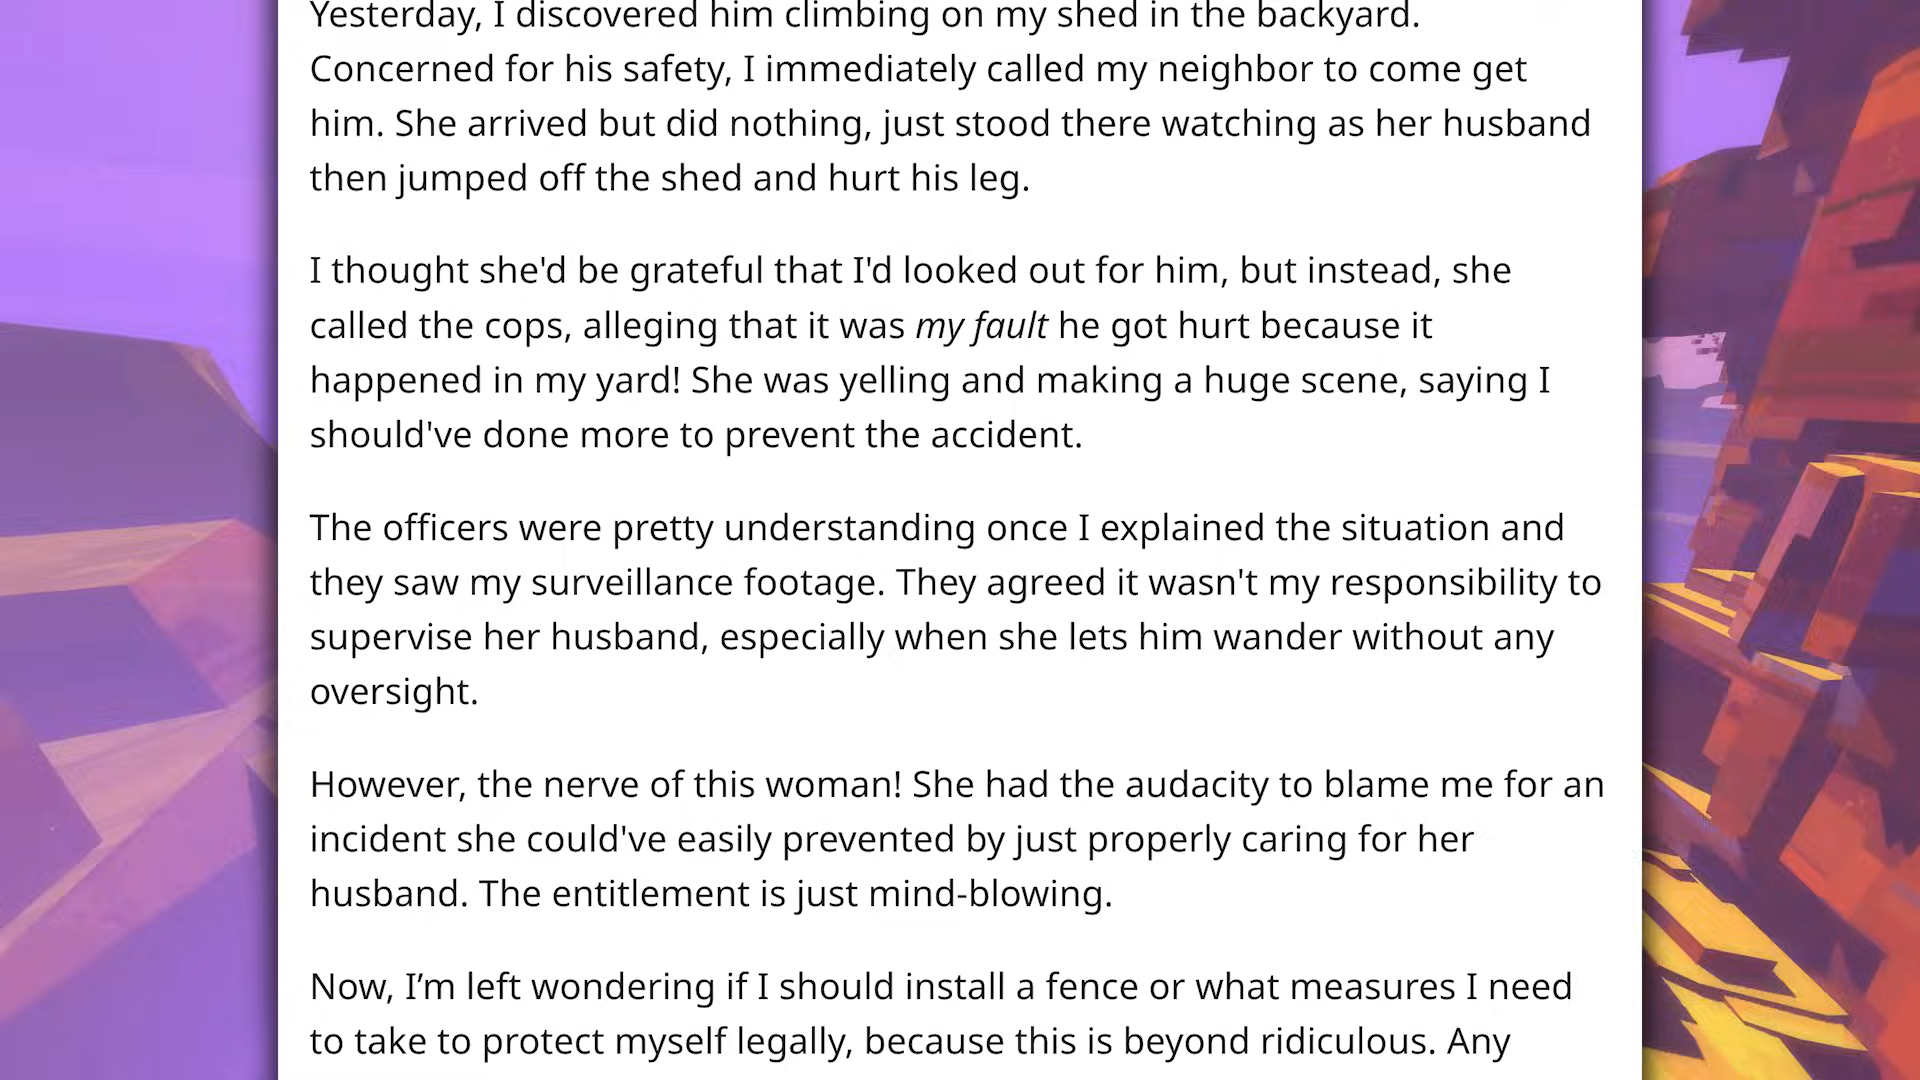 Yesterday, I discovered him climbing on my shed in the backyard.
Concerned for his safety, I immediately called my neighbor to come get
him. She arrived but did nothing, just stood there watching as her husband
then jumped off the shed and hurt his leg.
I thought she'd be grateful that I'd looked out for him, but instead, she
called the cops, alleging that it was my fault he got hurt because it
happened in my yard! She was yelling and making a huge scene, saying I
should've done more to prevent the accident.
The officers were pretty understanding once I explained the situation and
they saw my surveillance footage. They agreed it wasn't my responsibility to
supervise her husband, especially when she lets him wander without any
oversight.
However, the nerve of this woman! She had the audacity to blame me for an
incident she could've easily prevented by just properly caring for her
husband. The entitlement is just mind-blowing.
Now, I’m left wondering if I should install a fence or what measures I need
to take to protect myself legally, because this is beyond ridiculous. Any